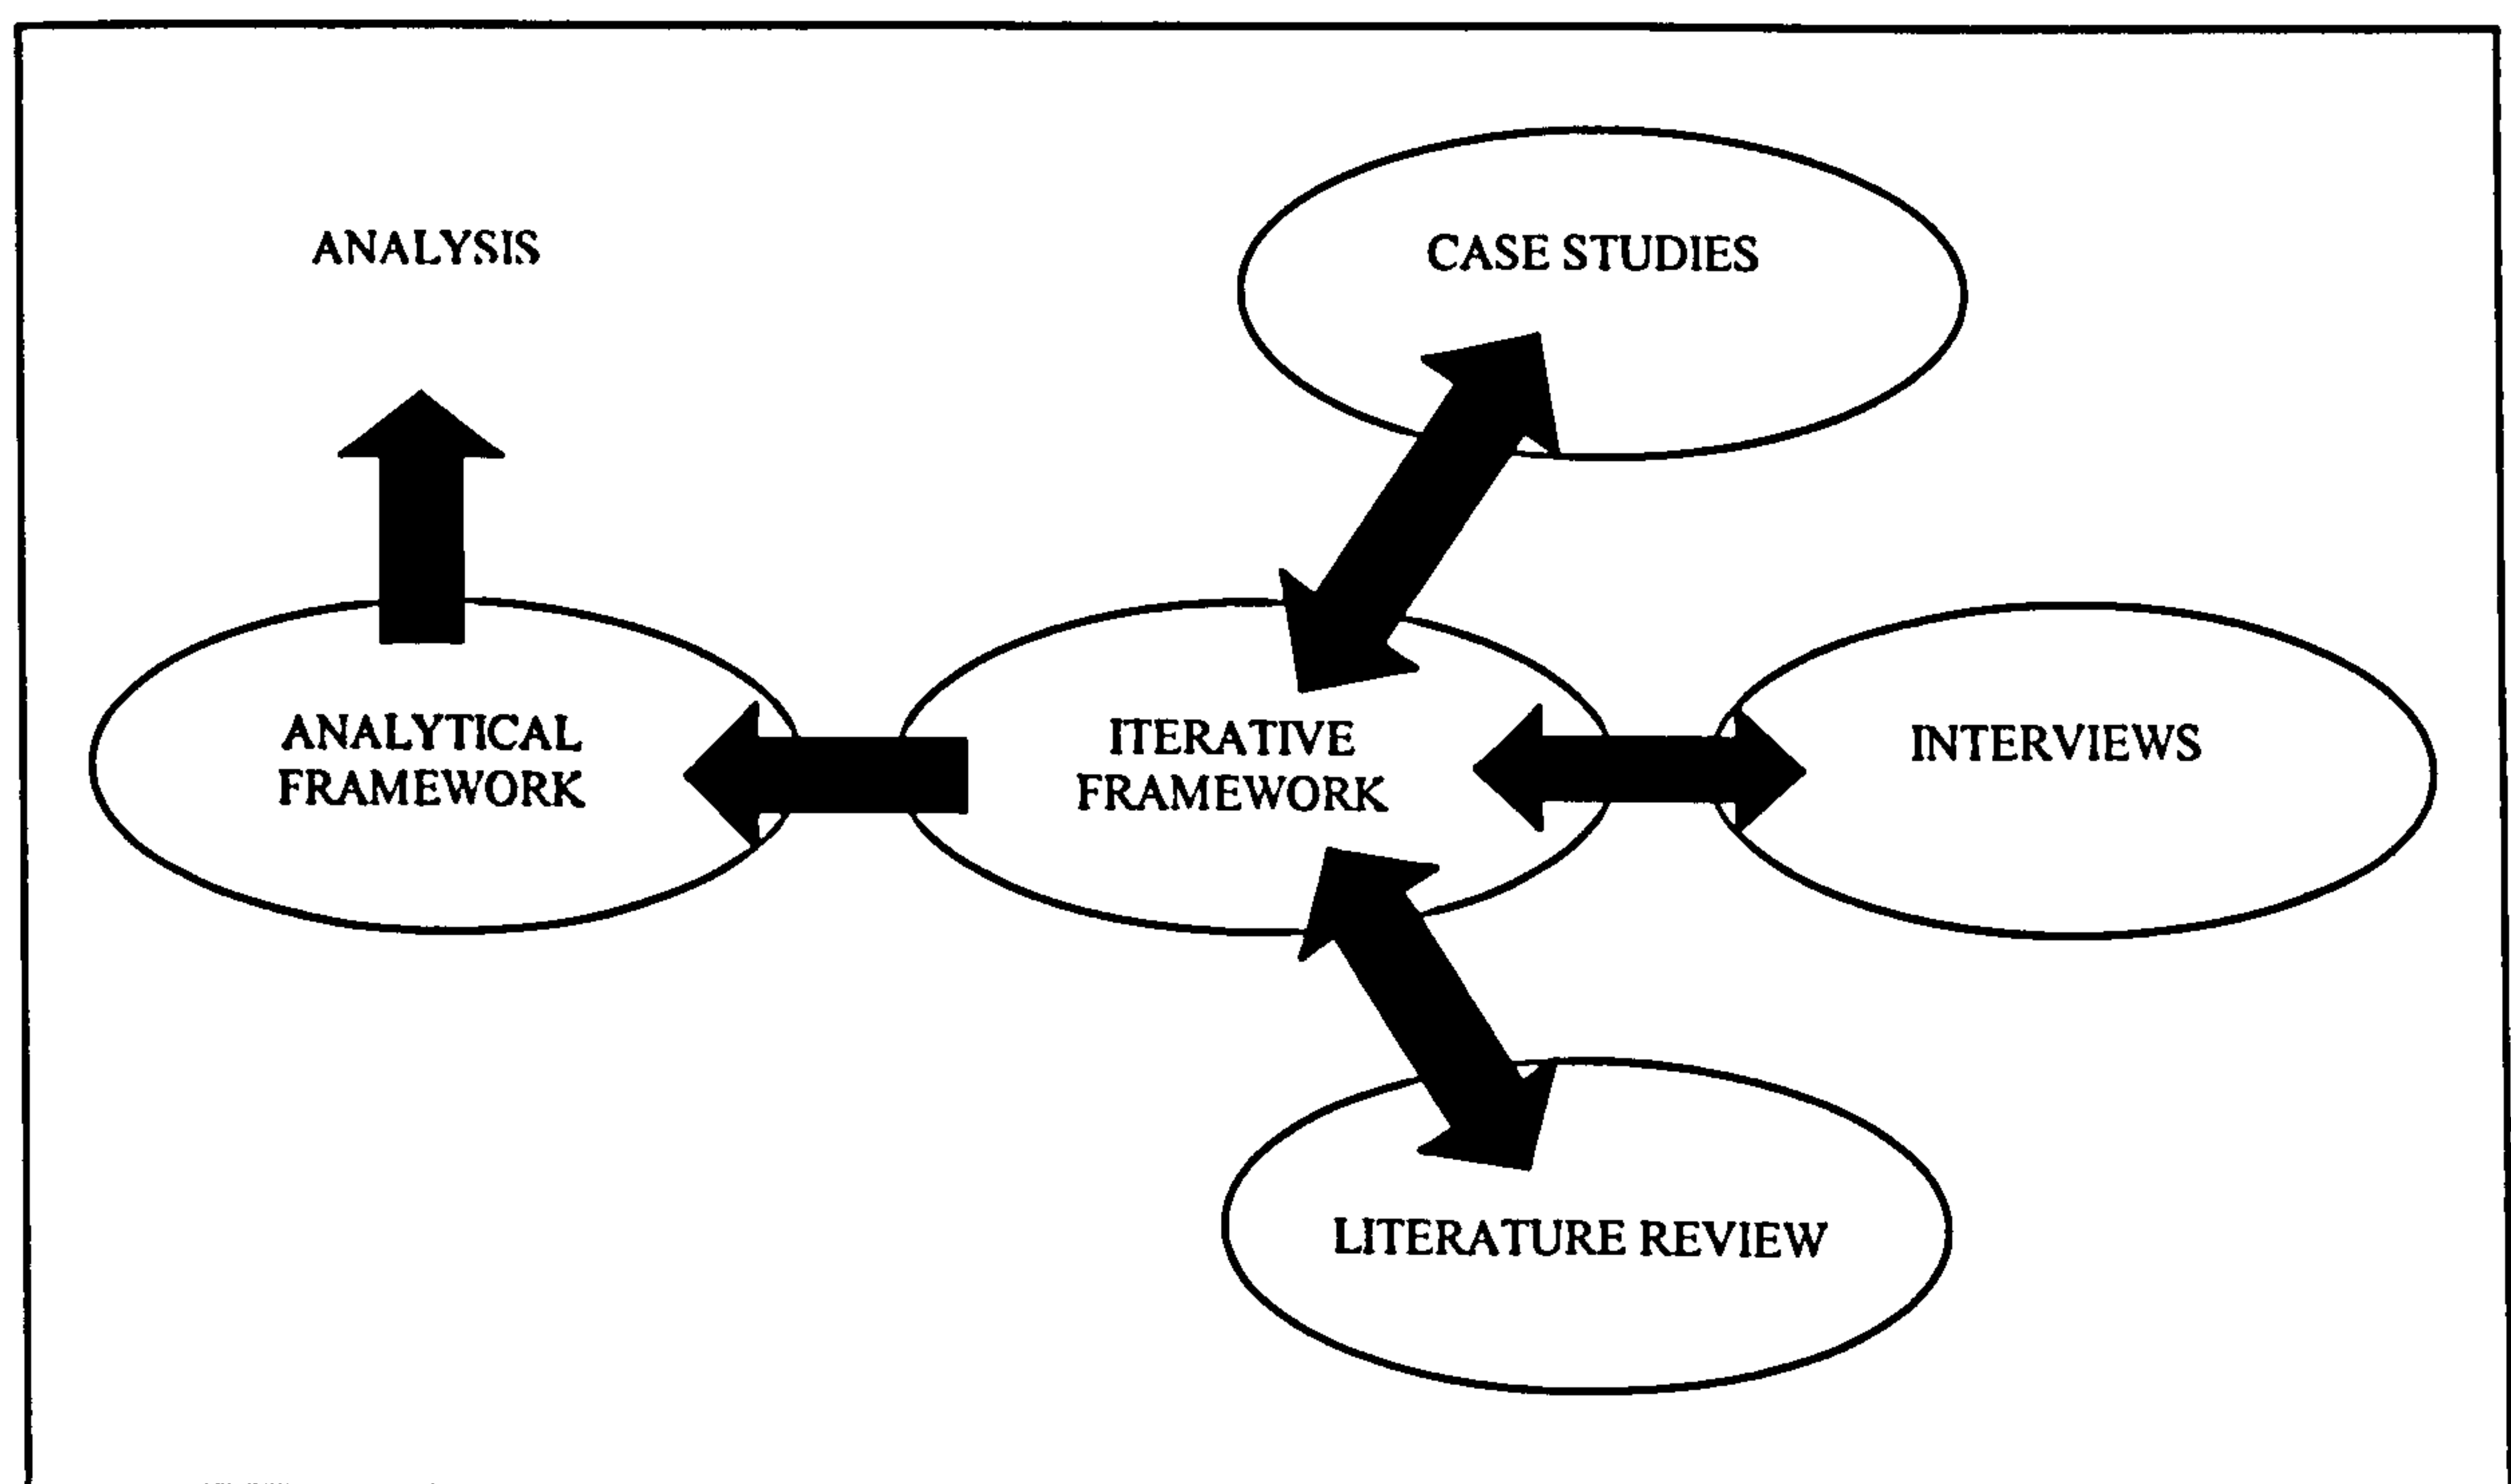 ANALYSIS
CASE STUDIES
ANALYTICAL
FRAMEWORK
ITERATIVE
FRAMEWORK
INTERVIEWS
LITERATURE REVIEW